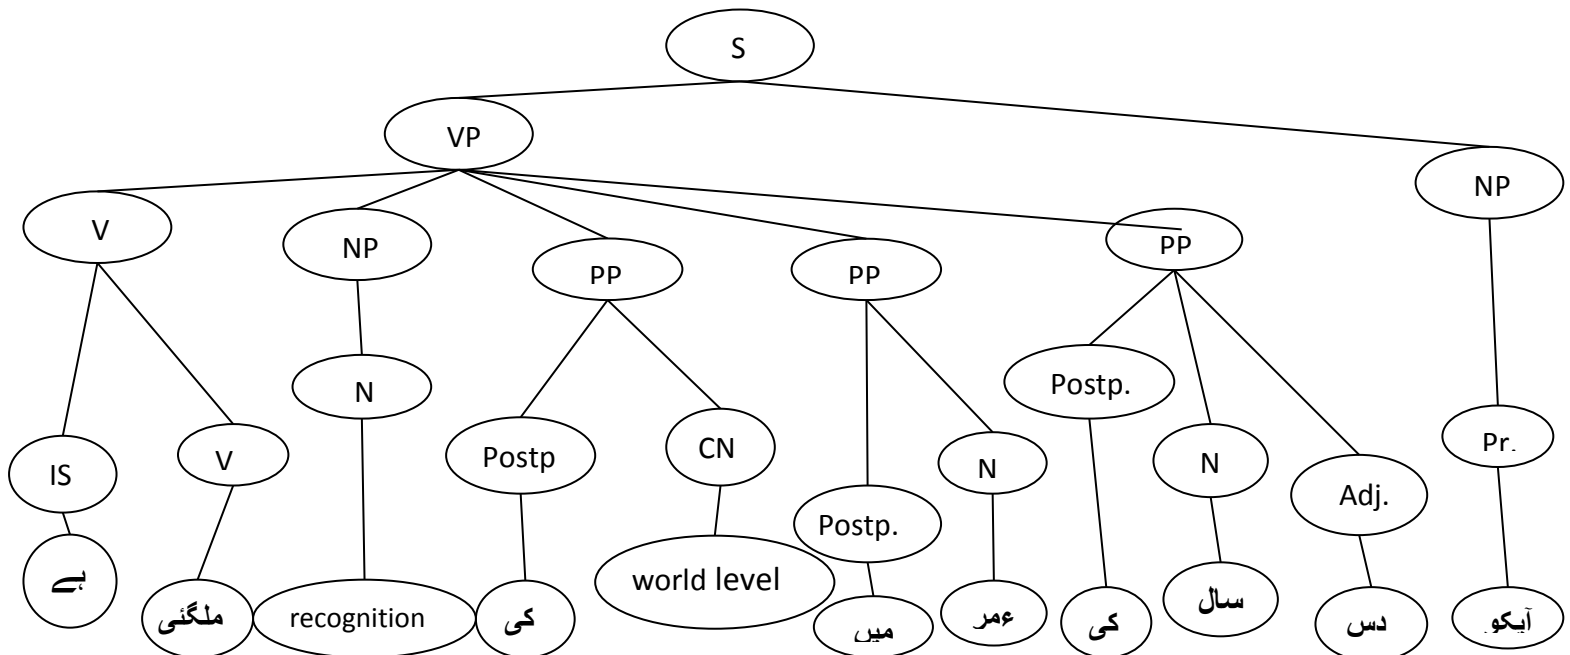 S
VP
NP
V
NP
PP
PP
PP
N
Postp.
IS
V
Postp
CN
Postp.
N
N
Adj.
Pr.
ہے
ملگئی
recognition
کی
world level
میں
ءمر
کی
سال
دس
آپکو